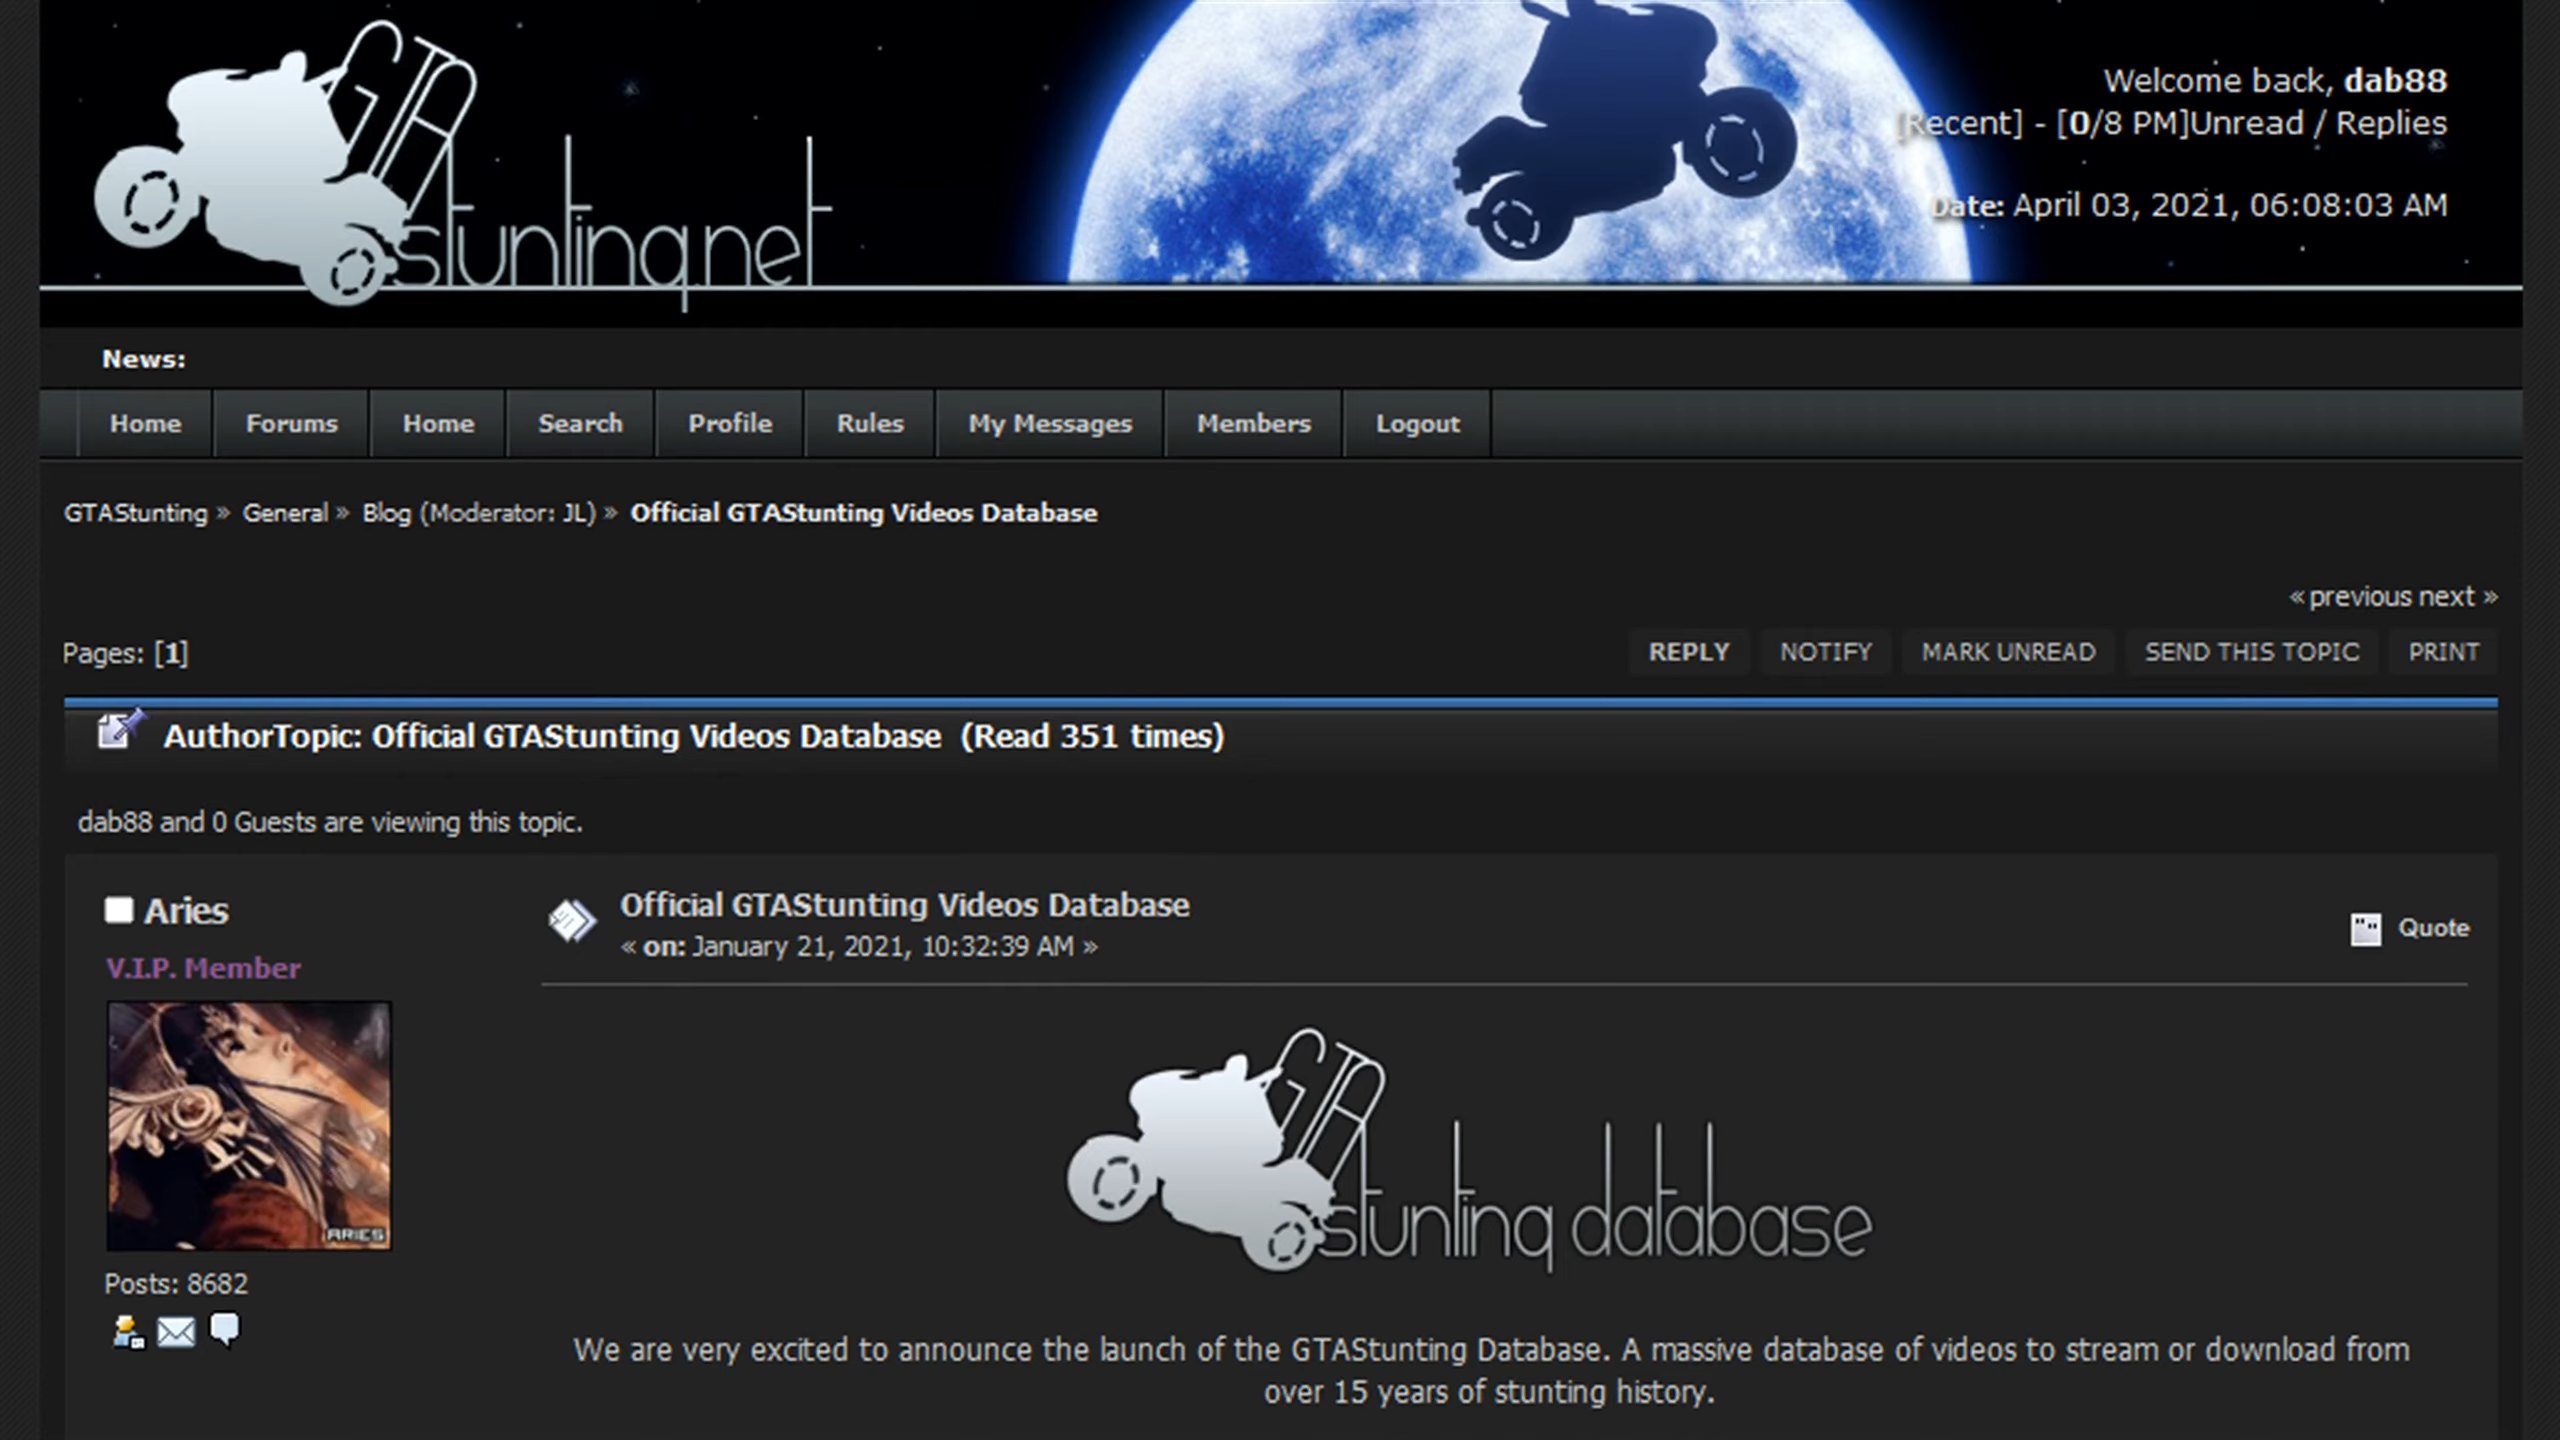 GTA
stunting.net
Welcome back, dab88
[Recent] - [0/8 PM]Unread / Replies
Date: April 03, 2021, 06:08:03 AM
News:
Home Forums Home Search Profile Rules My Messages Members Logout
GTAStunting » General » Blog (Moderator: JL) » Official GTAStunting Videos Database
« previous next »
Pages: [1]
REPLY NOTIFY MARK UNREAD SEND THIS TOPIC PRINT
AuthorTopic: Official GTAStunting Videos Database (Read 351 times)
dab88 and 0 Guests are viewing this topic.
Aries
V.I.P. Member
ARIES
Posts: 8682
Official GTAStunting Videos Database
« on: January 21, 2021, 10:32:39 AM »
Quote
GTA
stunting database
We are very excited to announce the launch of the GTAStunting Database. A massive database of videos to stream or download from
over 15 years of stunting history.